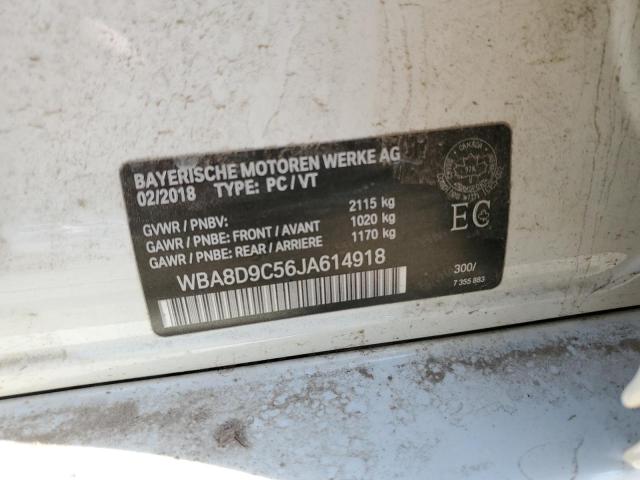 BAYERISCHE MOTOREN WERKE AG
02/2018 TYPE: PC / VT
GVWR / PNBV: 2115 kg
GAWR / PNBE: FRONT / AVANT 1020 kg
GAWR / PNBE: REAR / ARRIERE 1170 kg
WBA8D9C56JA614918
CANADA
EC
300/
7 355 883